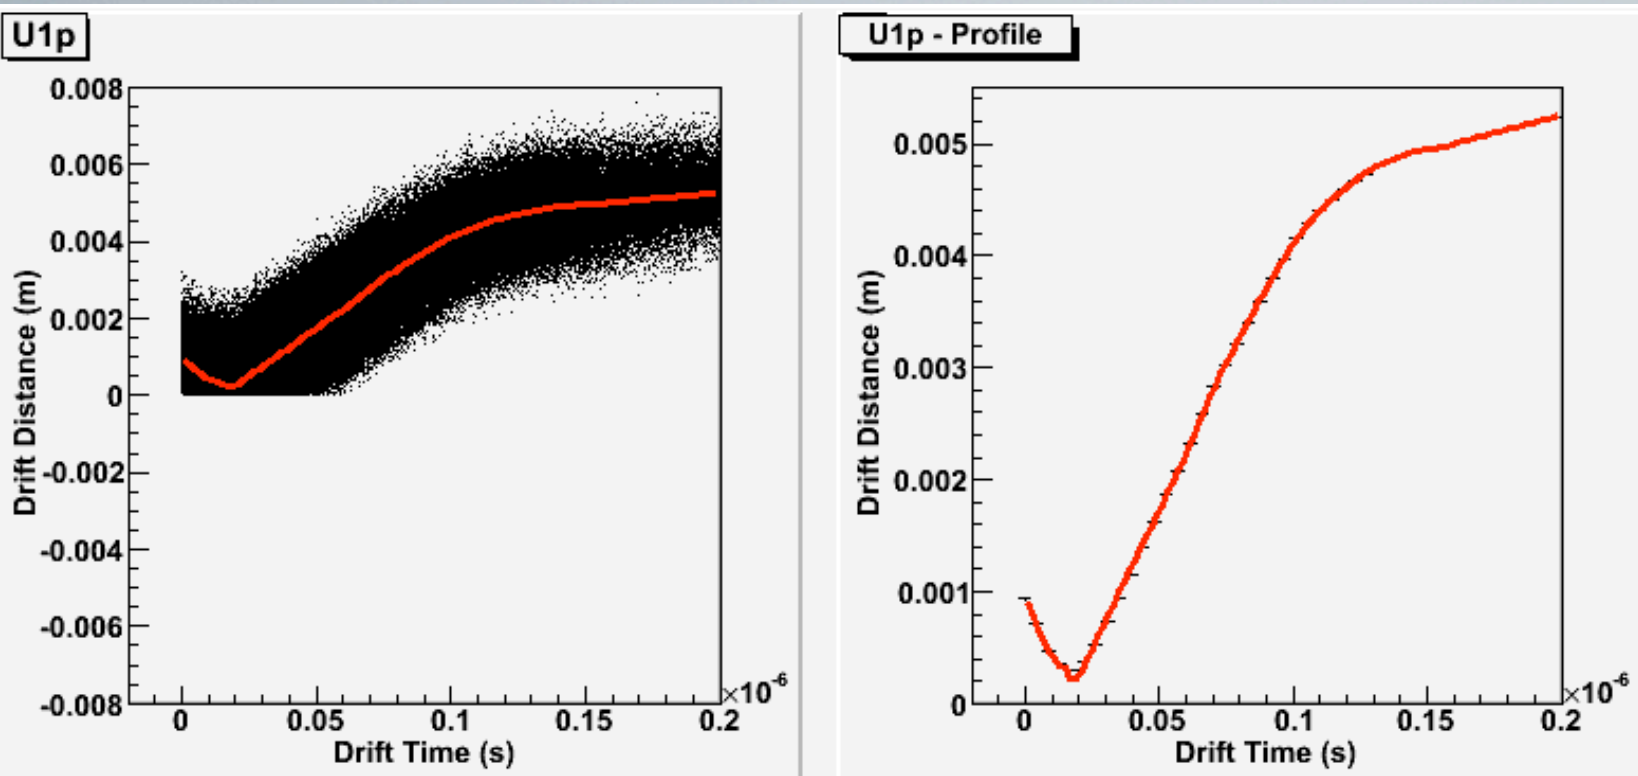 U1p
0.008
0.006
0.004
0.002
0
-0.002
-0.004
-0.006
-0.008
Drift Distance (m)
0 0.05 0.1 0.15 0.2
×10-6
Drift Time (s)
U1p - Profile
0.005
0.004
0.003
0.002
0.001
0
Drift Distance (m)
0 0.05 0.1 0.15 0.2
×10-6
Drift Time (s)